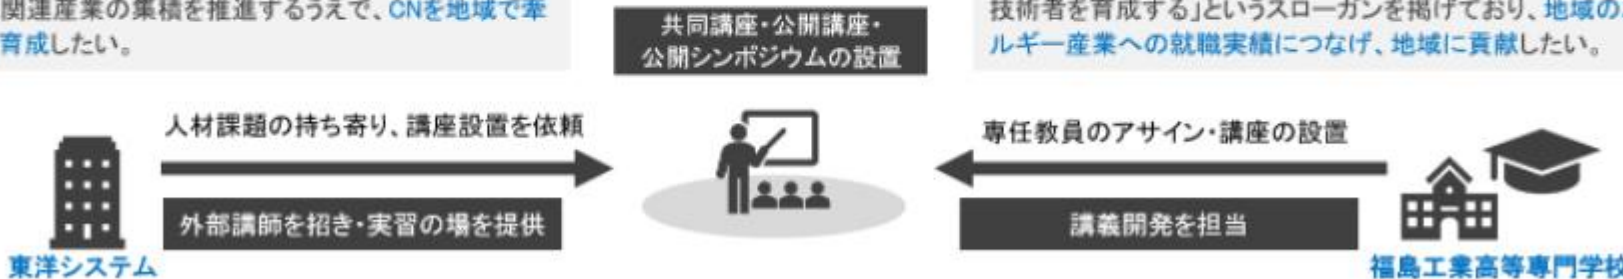 関連産業の集積を推進するうえで、CNを地域で牽
育成したい。
共同講座・公開講座・
公開シンポジウムの設置
技術者を育成する」というスローガンを掲げており、地域の
ルギー産業への就職実績につなげ、地域に貢献したい。
人材課題の持ち寄り、講座設置を依頼
外部講師を招き・実習の場を提供
東洋システム
専任教員のアサイン・講座の設置
講義開発を担当
福島工業高等専門学校